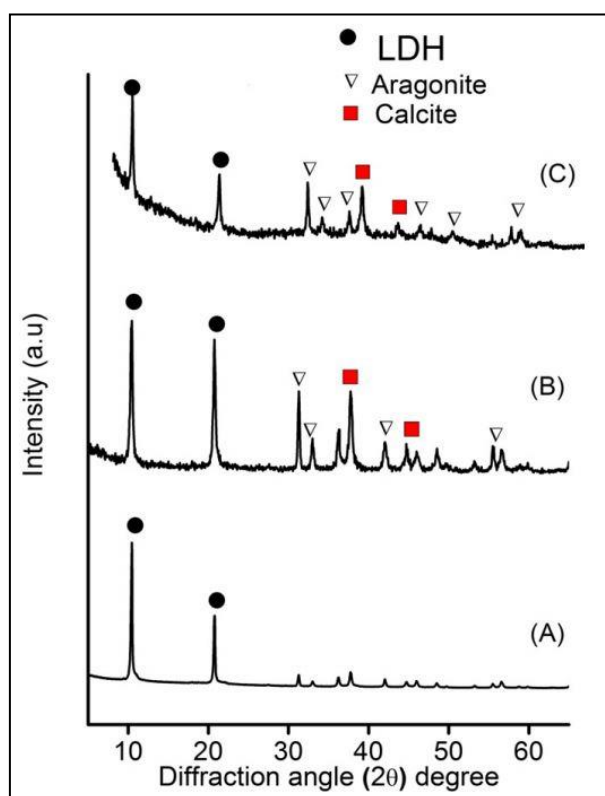 LDH
Aragonite
Calcite
(C)
(B)
(A)
Intensity (a.u)
10 20 30 40 50 60
Diffraction angle (2θ) degree